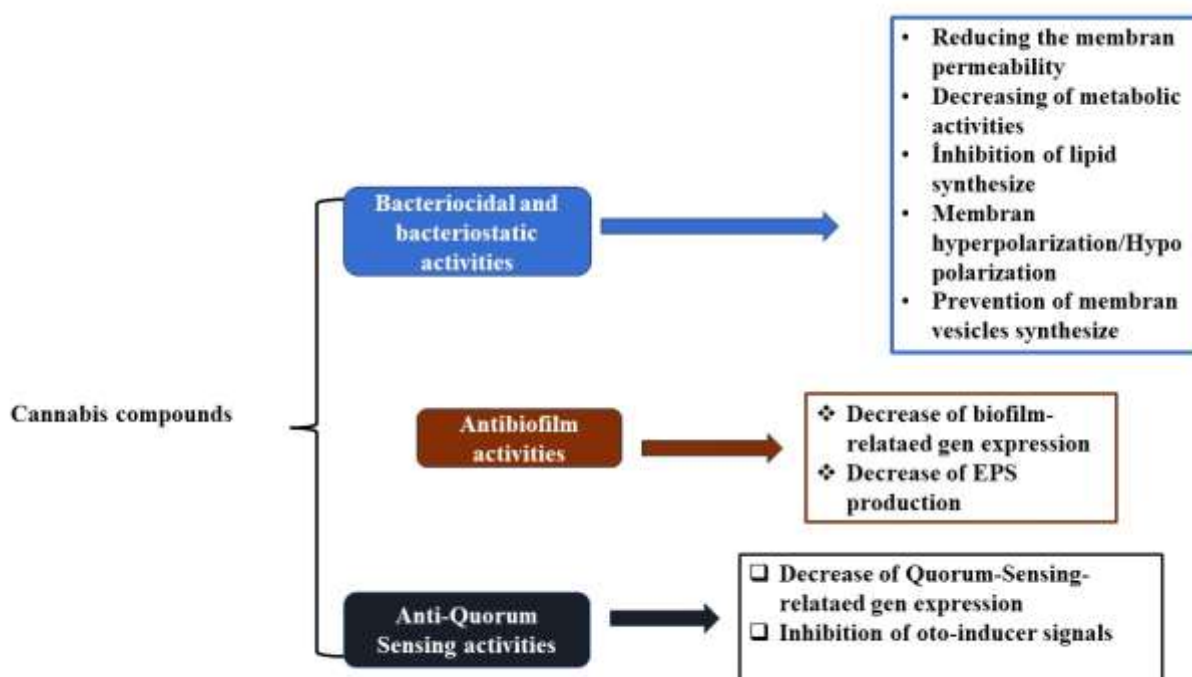 • Reducing the membran
permeability
• Decreasing of metabolic
activities
• İnhibition of lipid
synthesize
• Membran
hyperpolarization/Hypo
polarization
• Prevention of membran
vesicles synthesize
Bacteriocidal and
bacteriostatic
activities
Cannabis compounds
Antibiofilm
activities
❖ Decrease of biofilm-
relataed gen expression
❖ Decrease of EPS
production
Anti-Quorum
Sensing activities
❑ Decrease of Quorum-Sensing-
relataed gen expression
❑ Inhibition of oto-inducer signals